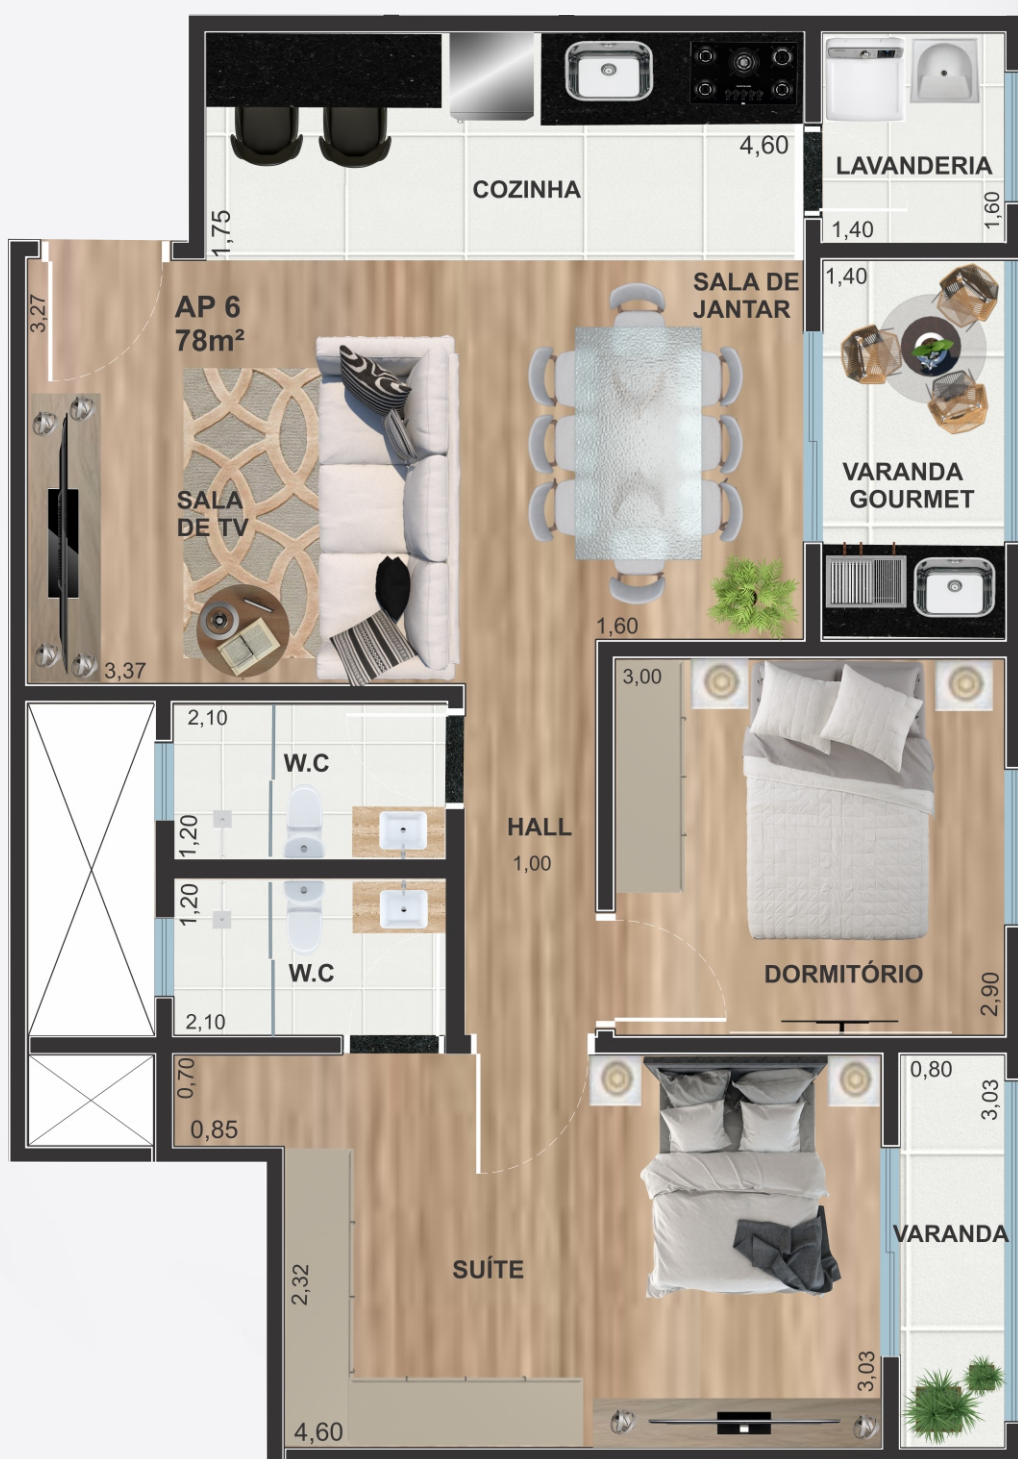 4,60
COZINHA
1,75
LAVANDERIA
1,60
1,40
3,27
AP 6
78m²
SALA DE
JANTAR
1,40
VARANDA
GOURMET
SALA
DE TV
3,37
1,60
2,10
W.C
1,20
3,00
HALL
1,00
1,20
W.C
2,10
DORMITÓRIO
2,90
0,70
0,85
0,80
3,03
VARANDA
SUÍTE
2,32
3,03
4,60